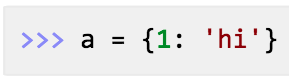 >>> a = {1: 'hi'}